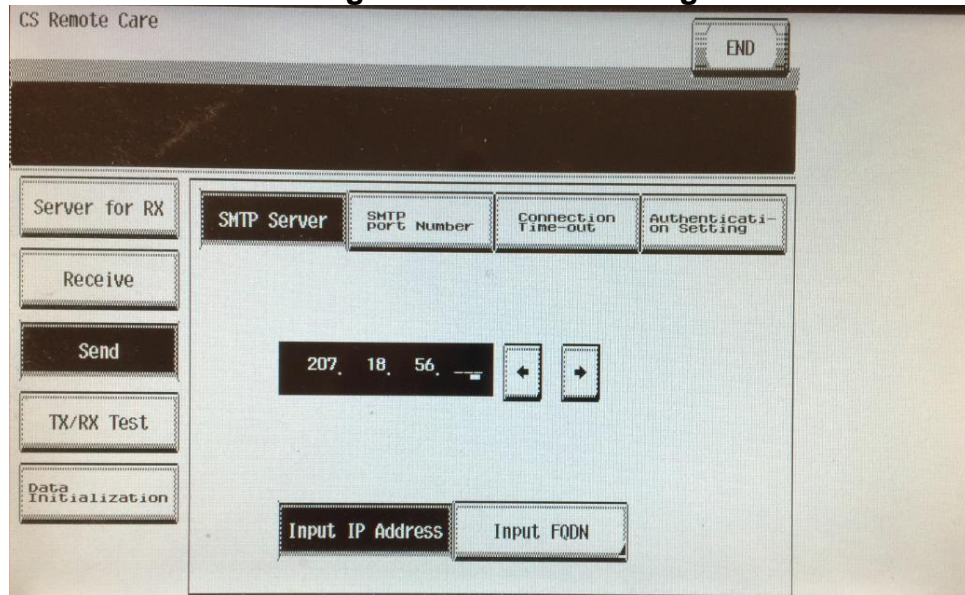 CS Remote Care
END
Server for RX
SMTP Server
SMTP
Port Number
Connection
Time-out
Authenticati-
on Setting
Receive
Send
207. 18. 56. ___
TX/RX Test
Data
Initialization
Input IP Address
Input FQDN